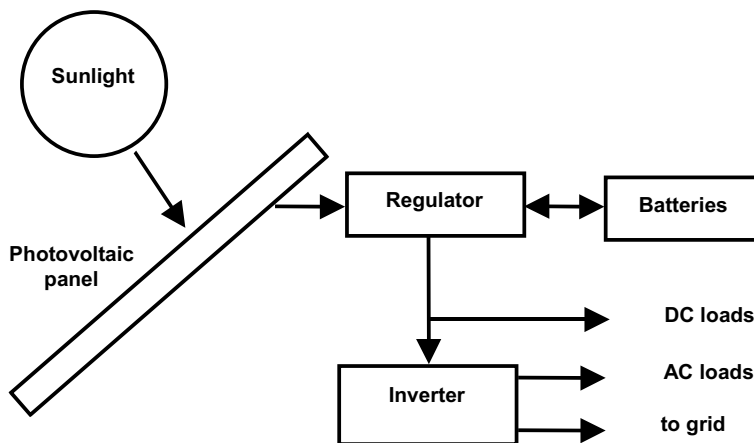 Sunlight
Photovoltaic
panel
Regulator
Batteries
DC loads
Inverter
AC loads
to grid